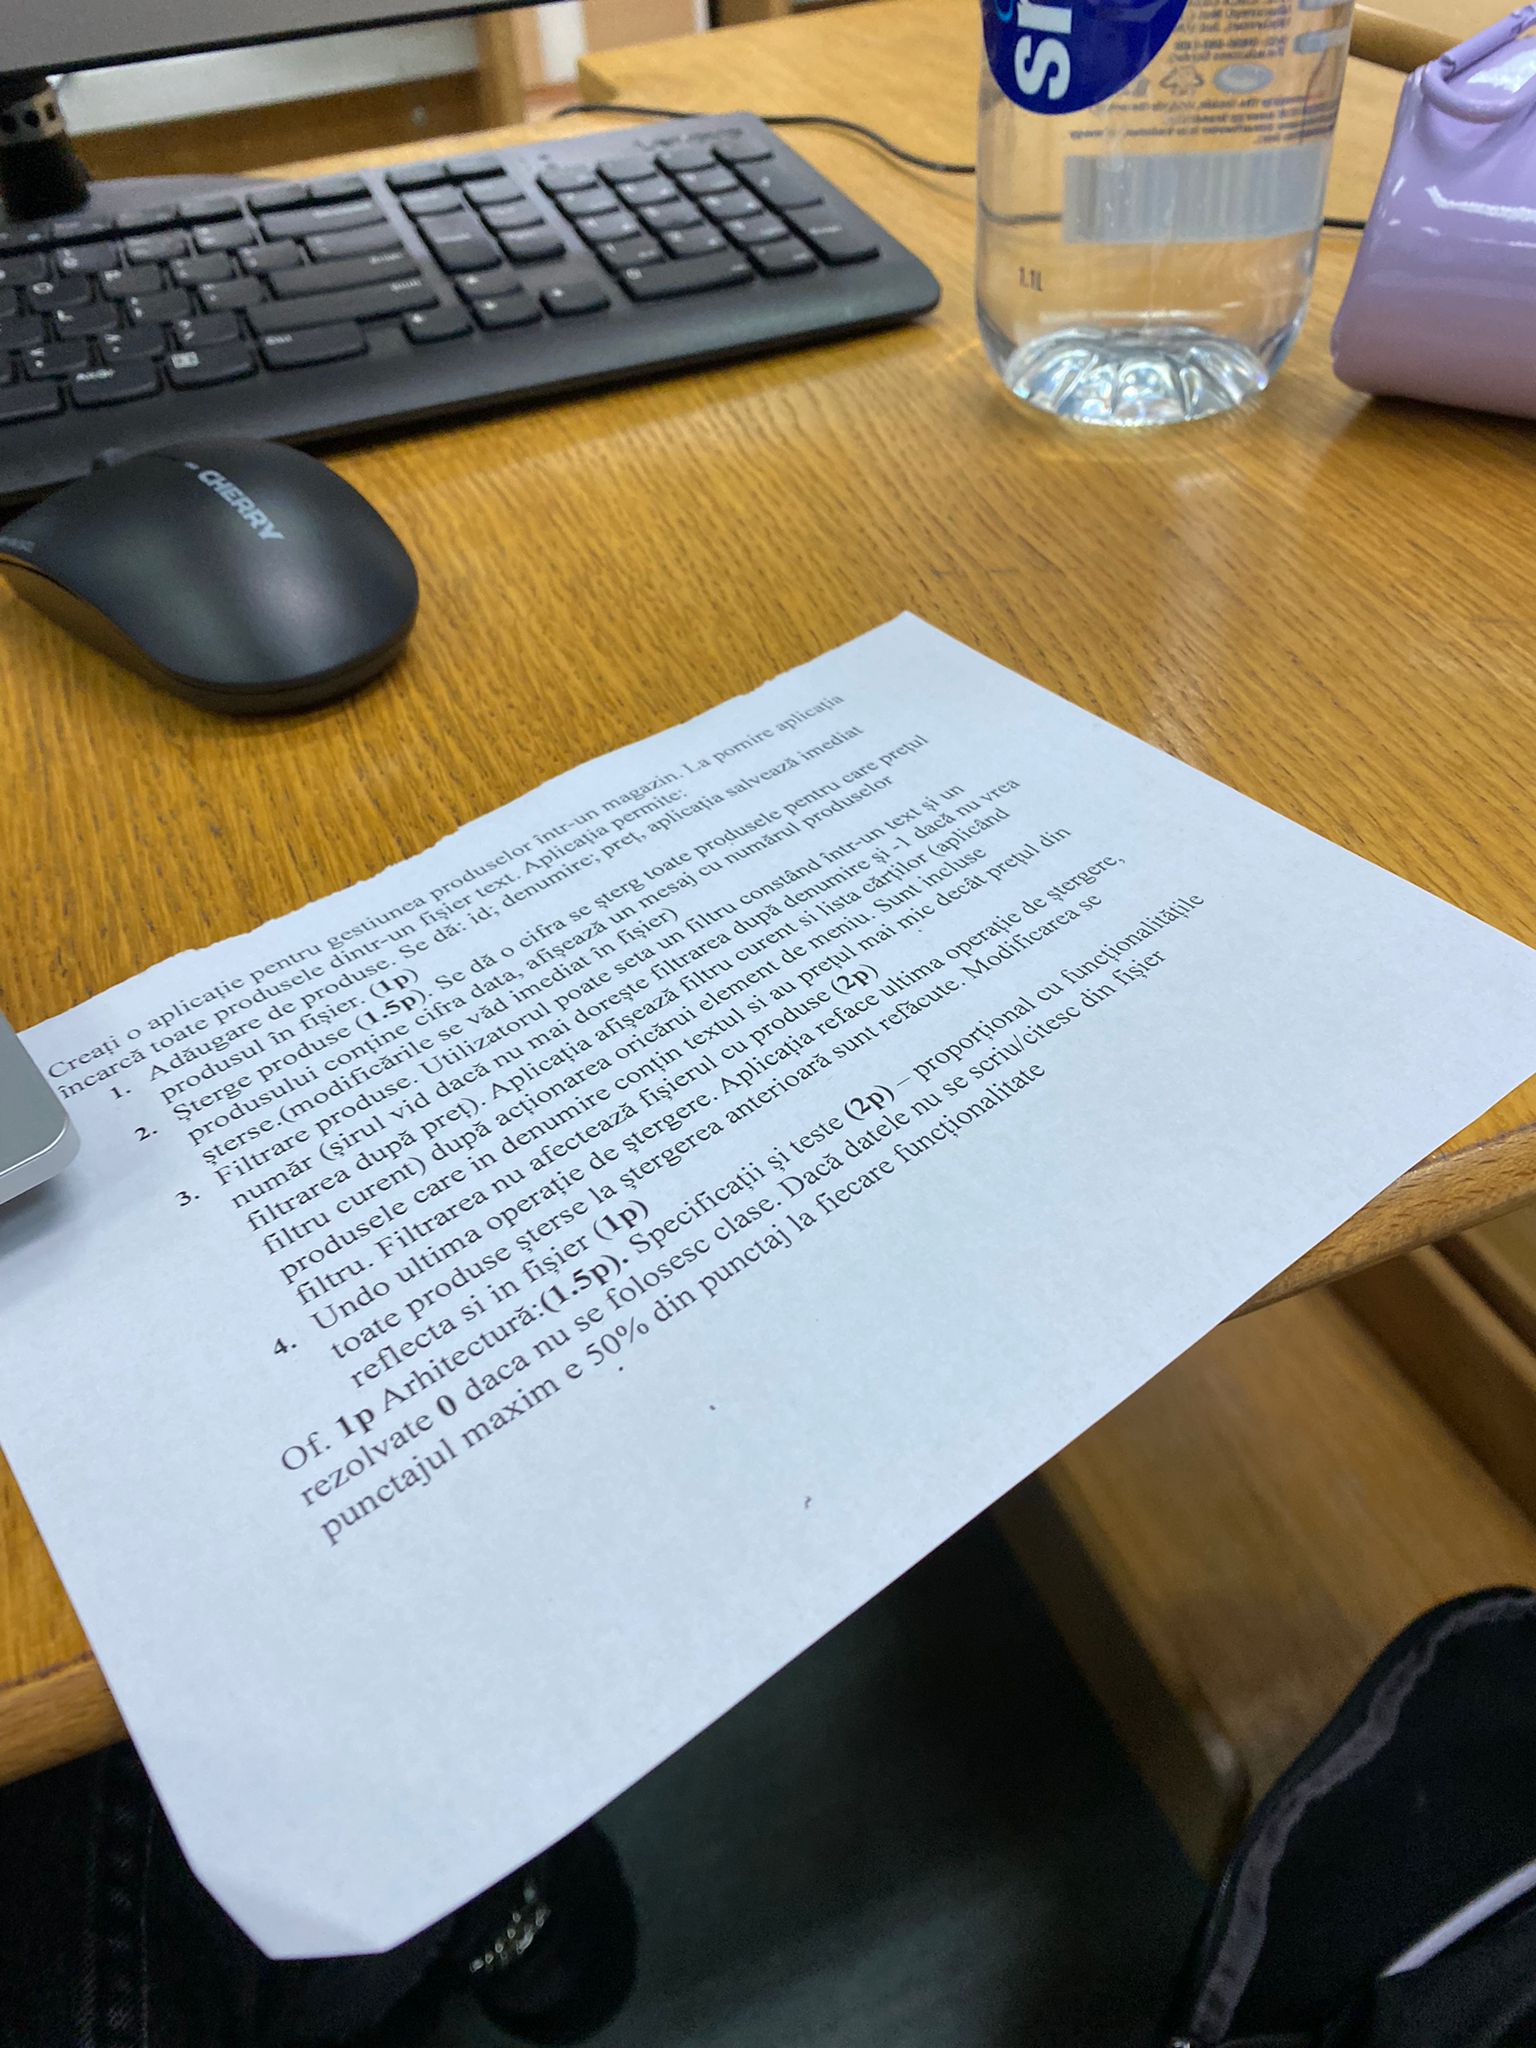 CHERRY
1.1L
Creați o aplicație pentru gestiunea produselor într-un magazin. La pornire aplicația
încarcă toate produsele dintr-un fișier text. Aplicația permite:
1. Adăugare de produse. Se dă: id; denumire; preț, aplicația salvează imediat
produsul în fișier. (1p)
2. Șterge produse (1.5p). Se dă o cifra se șterg toate produsele pentru care prețul
produsului conține cifra data, afișează un mesaj cu numărul produselor
șterse.(modificările se văd imediat în fișier)
3. Filtrare produse. Utilizatorul poate seta un filtru constând într-un text și un
număr (șirul vid dacă nu mai dorește filtrarea după denumire și -1 dacă nu vrea
filtrarea după preț). Aplicația afișează filtru curent si lista cărților (aplicând
filtru curent) după acționarea oricărui element de meniu. Sunt incluse
produsele care in denumire conțin textul si au prețul mai mic decât prețul din
filtru. Filtrarea nu afectează fișierul cu produse (2p)
4. Undo ultima operație de ștergere. Aplicația reface ultima operație de ștergere,
toate produse șterse la ștergerea anterioară sunt refăcute. Modificarea se
reflecta si in fișier (1p)
Of. 1p Arhitectură:(1.5p). Specificații și teste (2p) – proporțional cu funcționalitățile
rezolvate 0 daca nu se folosesc clase. Dacă datele nu se scriu/citesc din fișier
punctajul maxim e 50% din punctaj la fiecare funcționalitate